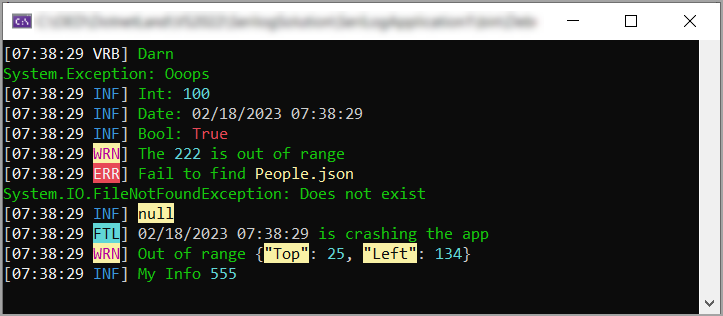 [07:38:29 VRB] Darn
System.Exception: Ooops
[07:38:29 INF] Int: 100
[07:38:29 INF] Date: 02/18/2023 07:38:29
[07:38:29 INF] Bool: True
[07:38:29 WRN] The 222 is out of range
[07:38:29 ERR] Fail to find People.json
System.IO.FileNotFoundException: Does not exist
[07:38:29 INF] null
[07:38:29 FTL] 02/18/2023 07:38:29 is crashing the app
[07:38:29 WRN] Out of range {"Top": 25, "Left": 134}
[07:38:29 INF] My Info 555